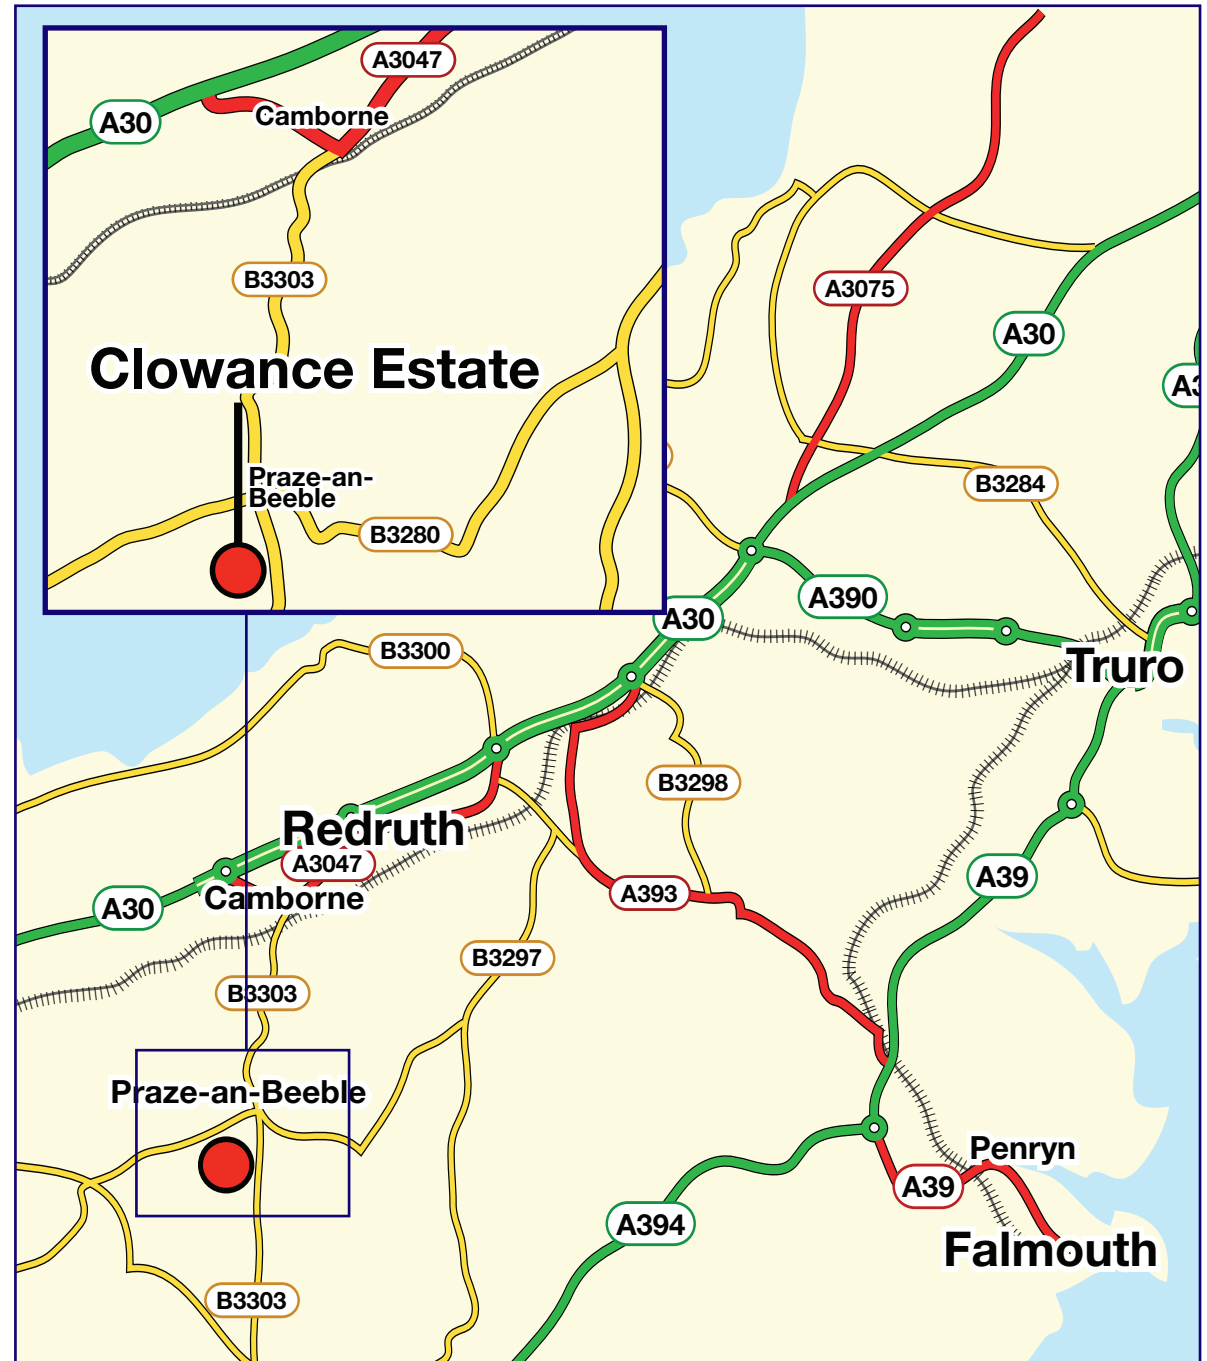 A3047
Camborne
A30
B3303
Clowance Estate
Praze-an-
Beeble
B3280
A3075
A30
B3284
A390
A30
Truro
B3300
B3298
Redruth
A3047
A39
A393
Camborne
A30
B3297
B3303
Praze-an-Beeble
Penryn
A39
A394
Falmouth
B3303